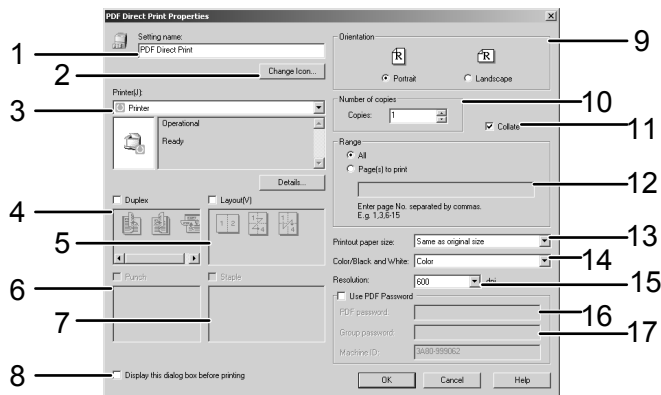 PDF Direct Print Properties
1
Setting name:
PDF Direct Print
2
Change Icon...
Printer(J):
3
Printer
Operational
Ready
Details...
4
Duplex
Layout(V)
1 2
5
6
Punch
Staple
7
8
Display this dialog box before printing
Orientation
9
R
R
Portrait
Landscape
Number of copies
10
Copies:
1
Collate
11
Range
All
Page(s) to print
12
Enter page No. separated by commas.
E.g. 1,3,6-15
Printout paper size:
Same as original size
13
Color/Black and White:
Color
14
Resolution:
600
dpi
15
Use PDF Password
PDF password:
16
Group password:
17
Machine ID:
3A80-999062
OK
Cancel
Help